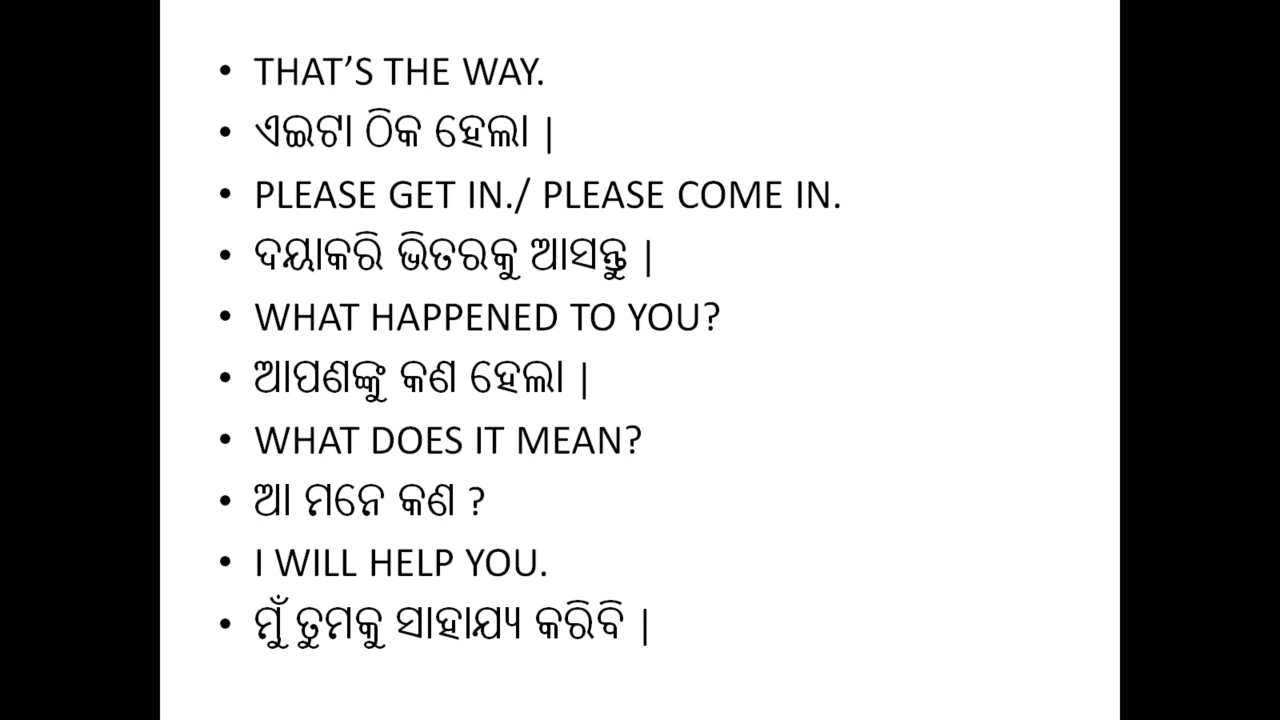 • THAT’S THE WAY.
• ଏଇଟା ଠିକ ହେଲା |
• PLEASE GET IN./ PLEASE COME IN.
• ଦୟାକରି ଭିତରକୁ ଆସନ୍ତୁ |
• WHAT HAPPENED TO YOU?
• ଆପଣଙ୍କୁ କଣ ହେଲା |
• WHAT DOES IT MEAN?
• ଆ ମନେ କଣ ?
• I WILL HELP YOU.
• ମୁଁ ତୁମକୁ ସାହାଯ୍ୟ କରିବି |